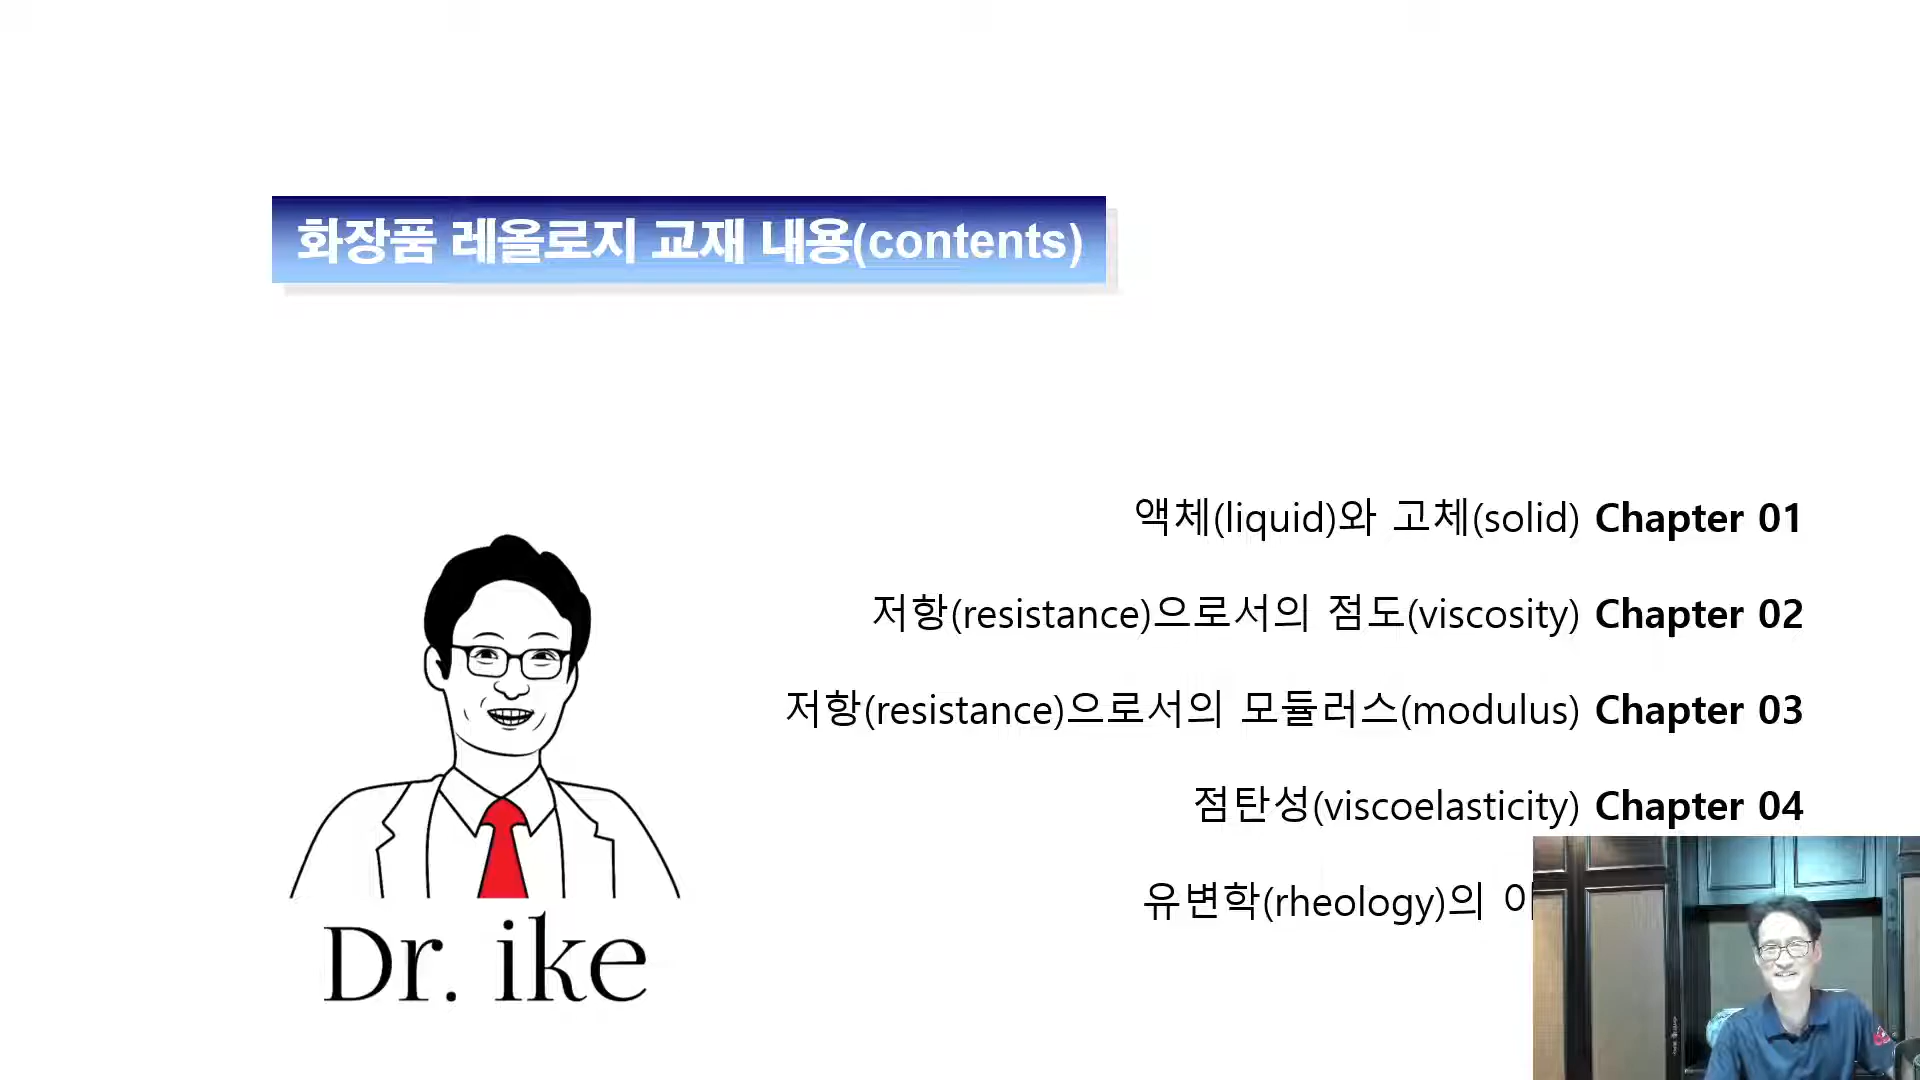 화장품 레올로지 교재 내용(contents)
액체(liquid)와 고체(solid) Chapter 01
저항(resistance)으로서의 점도(viscosity) Chapter 02
저항(resistance)으로서의 모듈러스(modulus) Chapter 03
점탄성(viscoelasticity) Chapter 04
유변학(rheology)의
Dr. ike